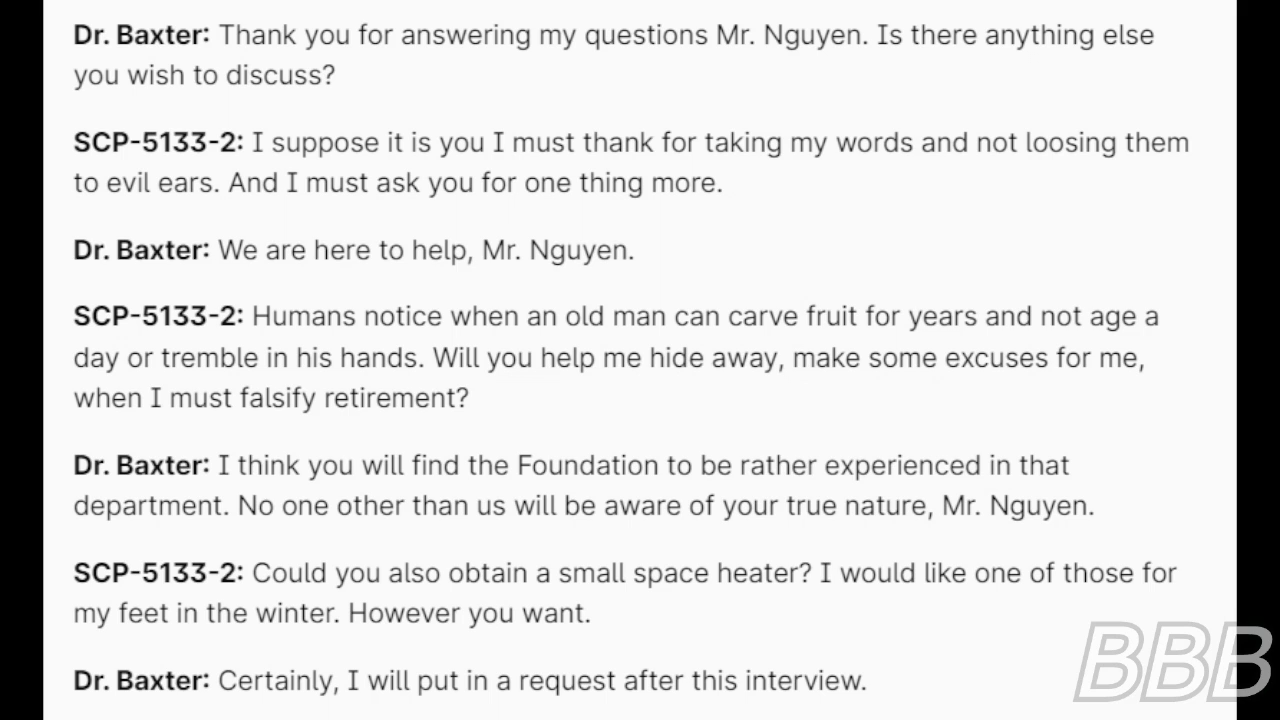 Dr. Baxter: Thank you for answering my questions Mr. Nguyen. Is there anything else
you wish to discuss?
SCP-5133-2: I suppose it is you I must thank for taking my words and not loosing them
to evil ears. And I must ask you for one thing more.
Dr. Baxter: We are here to help, Mr. Nguyen.
SCP-5133-2: Humans notice when an old man can carve fruit for years and not age a
day or tremble in his hands. Will you help me hide away, make some excuses for me,
when I must falsify retirement?
Dr. Baxter: I think you will find the Foundation to be rather experienced in that
department. No one other than us will be aware of your true nature, Mr. Nguyen.
SCP-5133-2: Could you also obtain a small space heater? I would like one of those for
my feet in the winter. However you want.
Dr. Baxter: Certainly, I will put in a request after this interview.
BBB